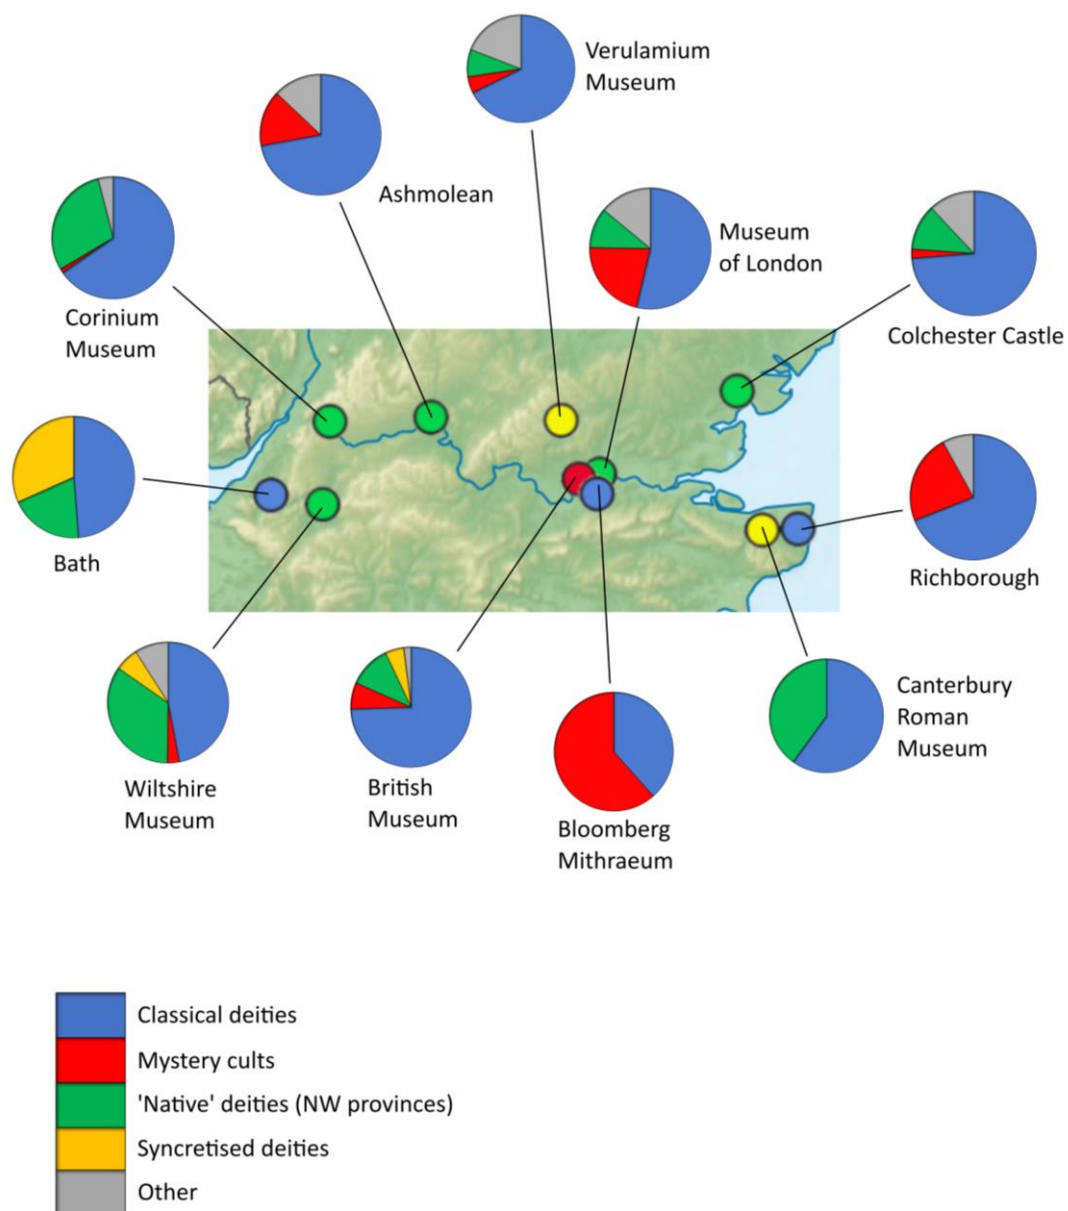 Verulamium
Museum
Ashmolean
Museum
of London
Corinium
Museum
Colchester Castle
Bath
Richborough
Wiltshire
Museum
British
Museum
Bloomberg
Mithraeum
Canterbury
Roman
Museum
Classical deities
Mystery cults
'Native' deities (NW provinces)
Syncretised deities
Other